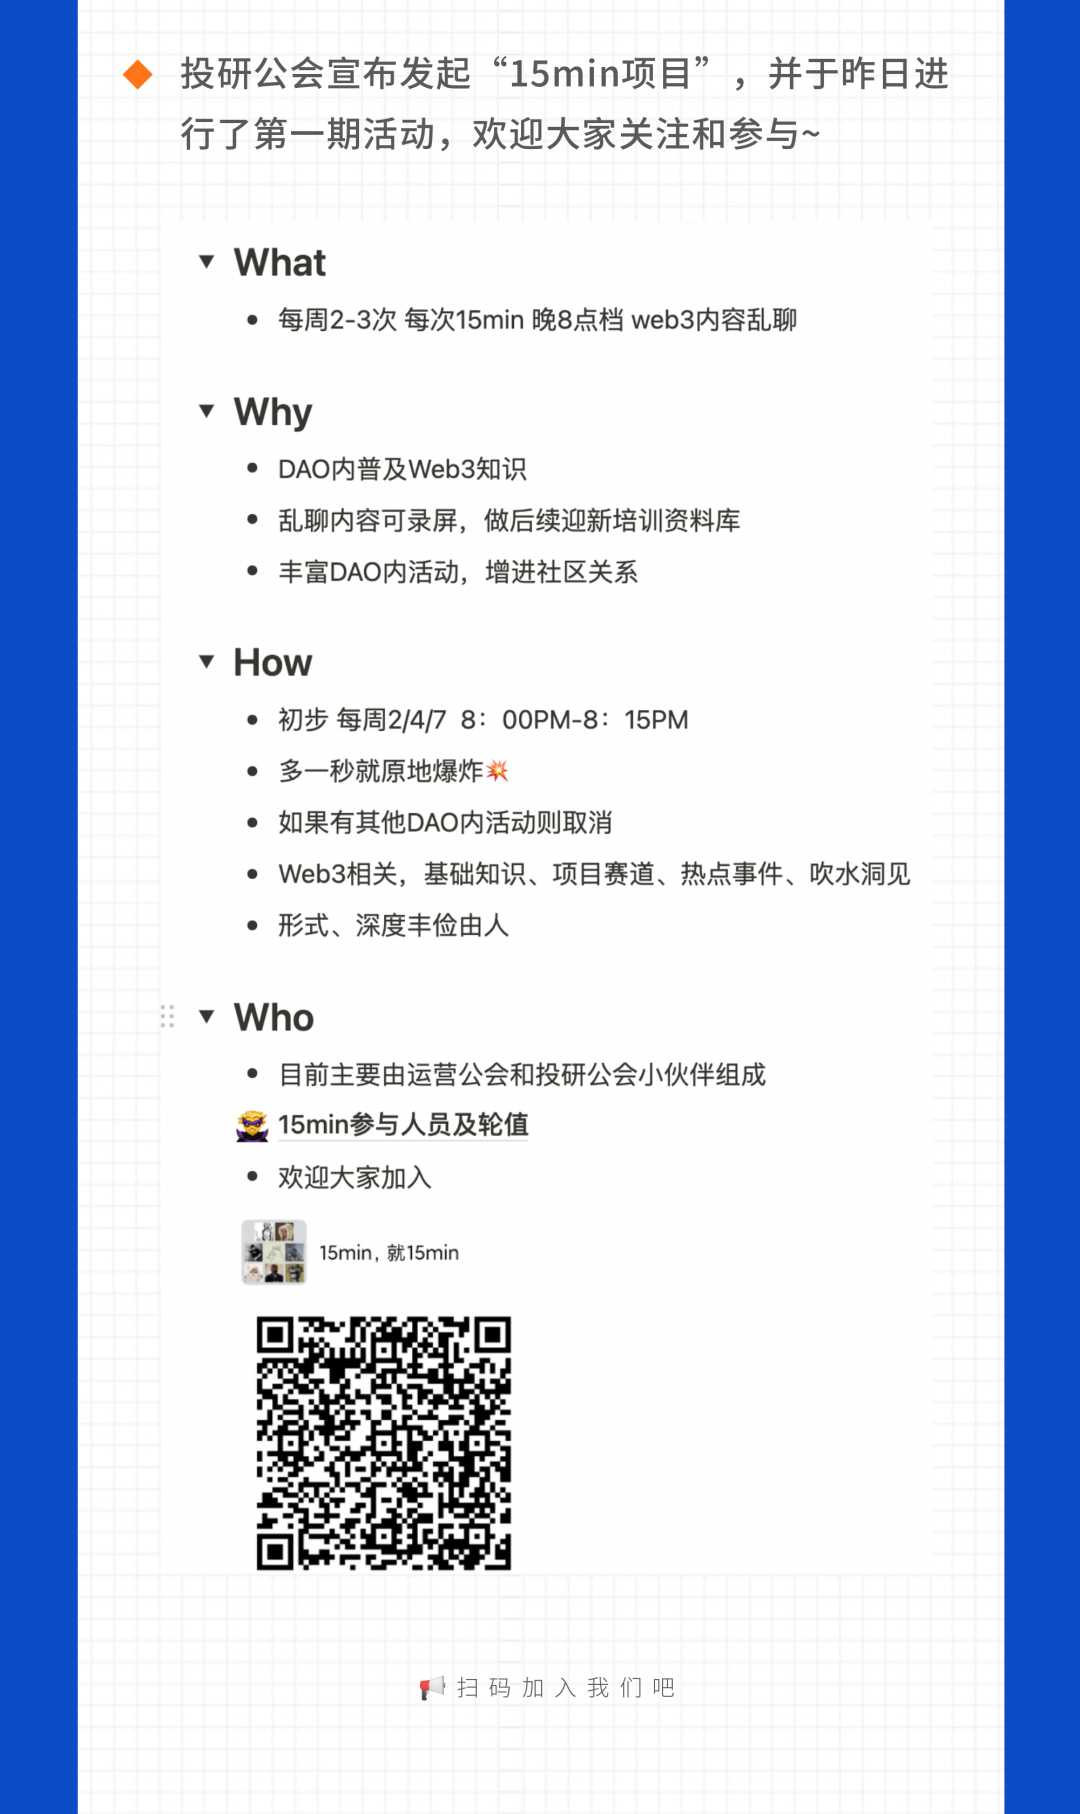 投研公会宣布发起“15min项目”，并于昨日进
行了第一期活动，欢迎大家关注和参与~
What
每周2-3次 每次15min 晚8点档 web3内容乱聊
Why
DAO内普及Web3知识
乱聊内容可录屏，做后续迎新培训资料库
丰富DAO内活动，增进社区关系
How
初步 每周2/4/7 8：00PM-8：15PM
多一秒就原地爆炸💥
如果有其他DAO内活动则取消
Web3相关，基础知识、项目赛道、热点事件、吹水洞见
形式、深度丰俭由人
Who
目前主要由运营公会和投研公会小伙伴组成
15min参与人员及轮值
欢迎大家加入
15min，就15min
扫码加入我们吧